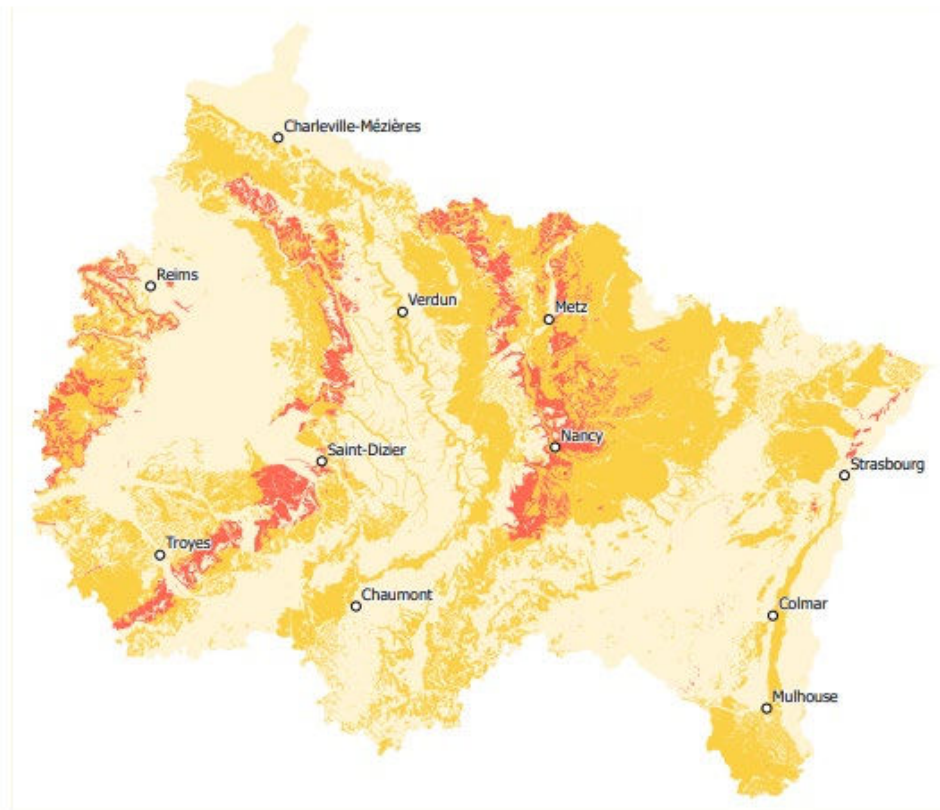 Charleville-Mézières
Reims
Verdun
Metz
Nancy
Saint-Dizier
Strasbourg
Troyes
Chaumont
Colmar
Mulhouse